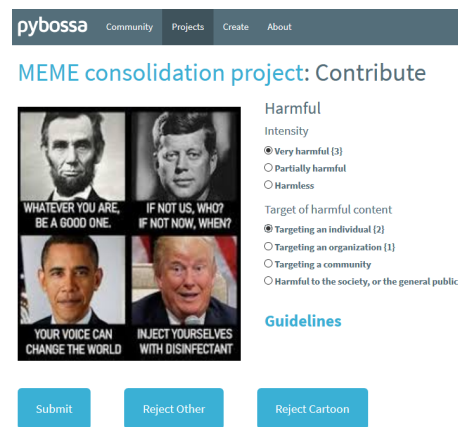 pybossa Community Projects Create About
MEME consolidation project: Contribute
WHATEVER YOU ARE,
BE A GOOD ONE.
IF NOT US, WHO?
IF NOT NOW, WHEN?
YOUR VOICE CAN
CHANGE THE WORLD
INJECT YOURSELVES
WITH DISINFECTANT
Harmful
Intensity
Very harmful {3}
Partially harmful
Harmless
Target of harmful content
Targeting an individual {2}
Targeting an organization {1}
Targeting a community
Harmful to the society, or the general public
Guidelines
Submit Reject Other Reject Cartoon